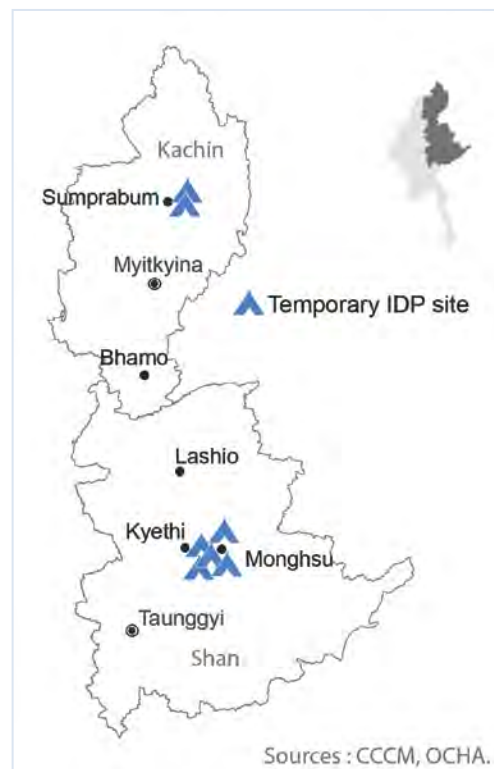 Kachin
Sumprabum
Myitkyina
Temporary IDP site
Bhamo
Lashio
Kyethi
Monghsu
Taunggyi
Shan
Sources : CCCM, OCHA.